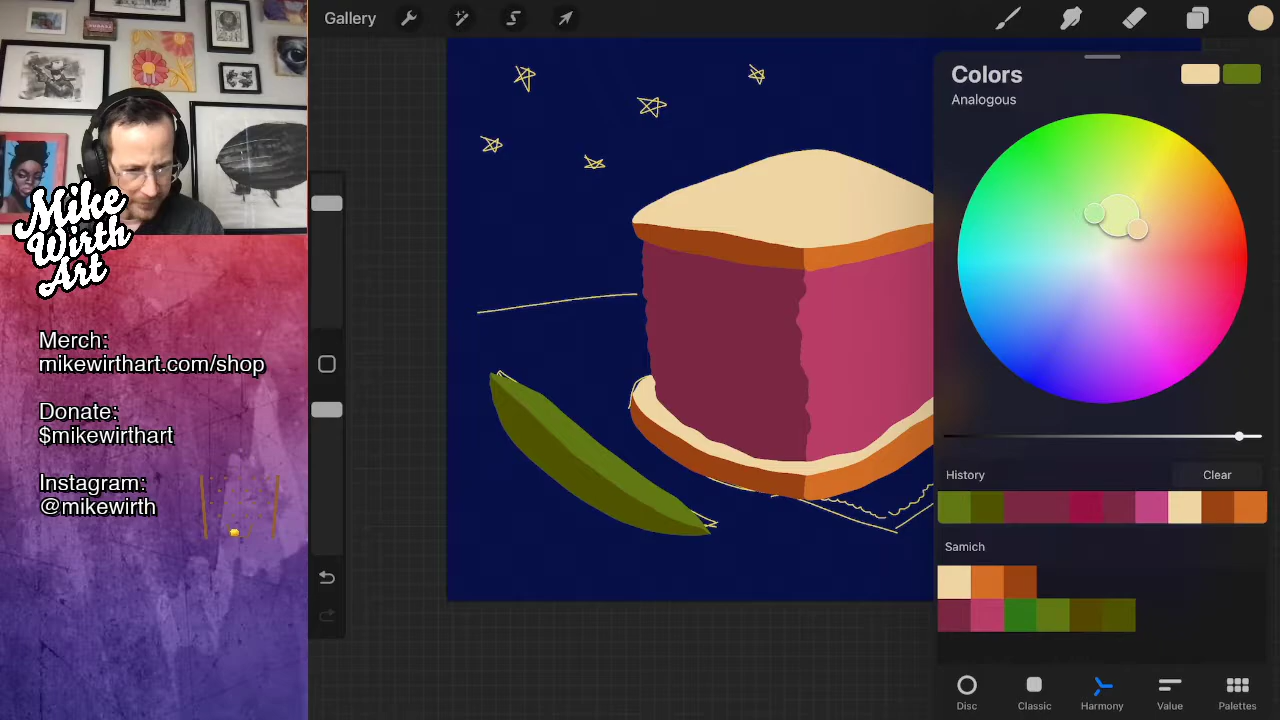 Gallery
Colors
Analogous
Mike
Wirth
Art
Merch:
mikewirthart.com/shop
Donate:
$mikewirthart
Instagram:
@mikewirth
History
Clear
Samich
Disc
Classic
Harmony
Value
Palettes